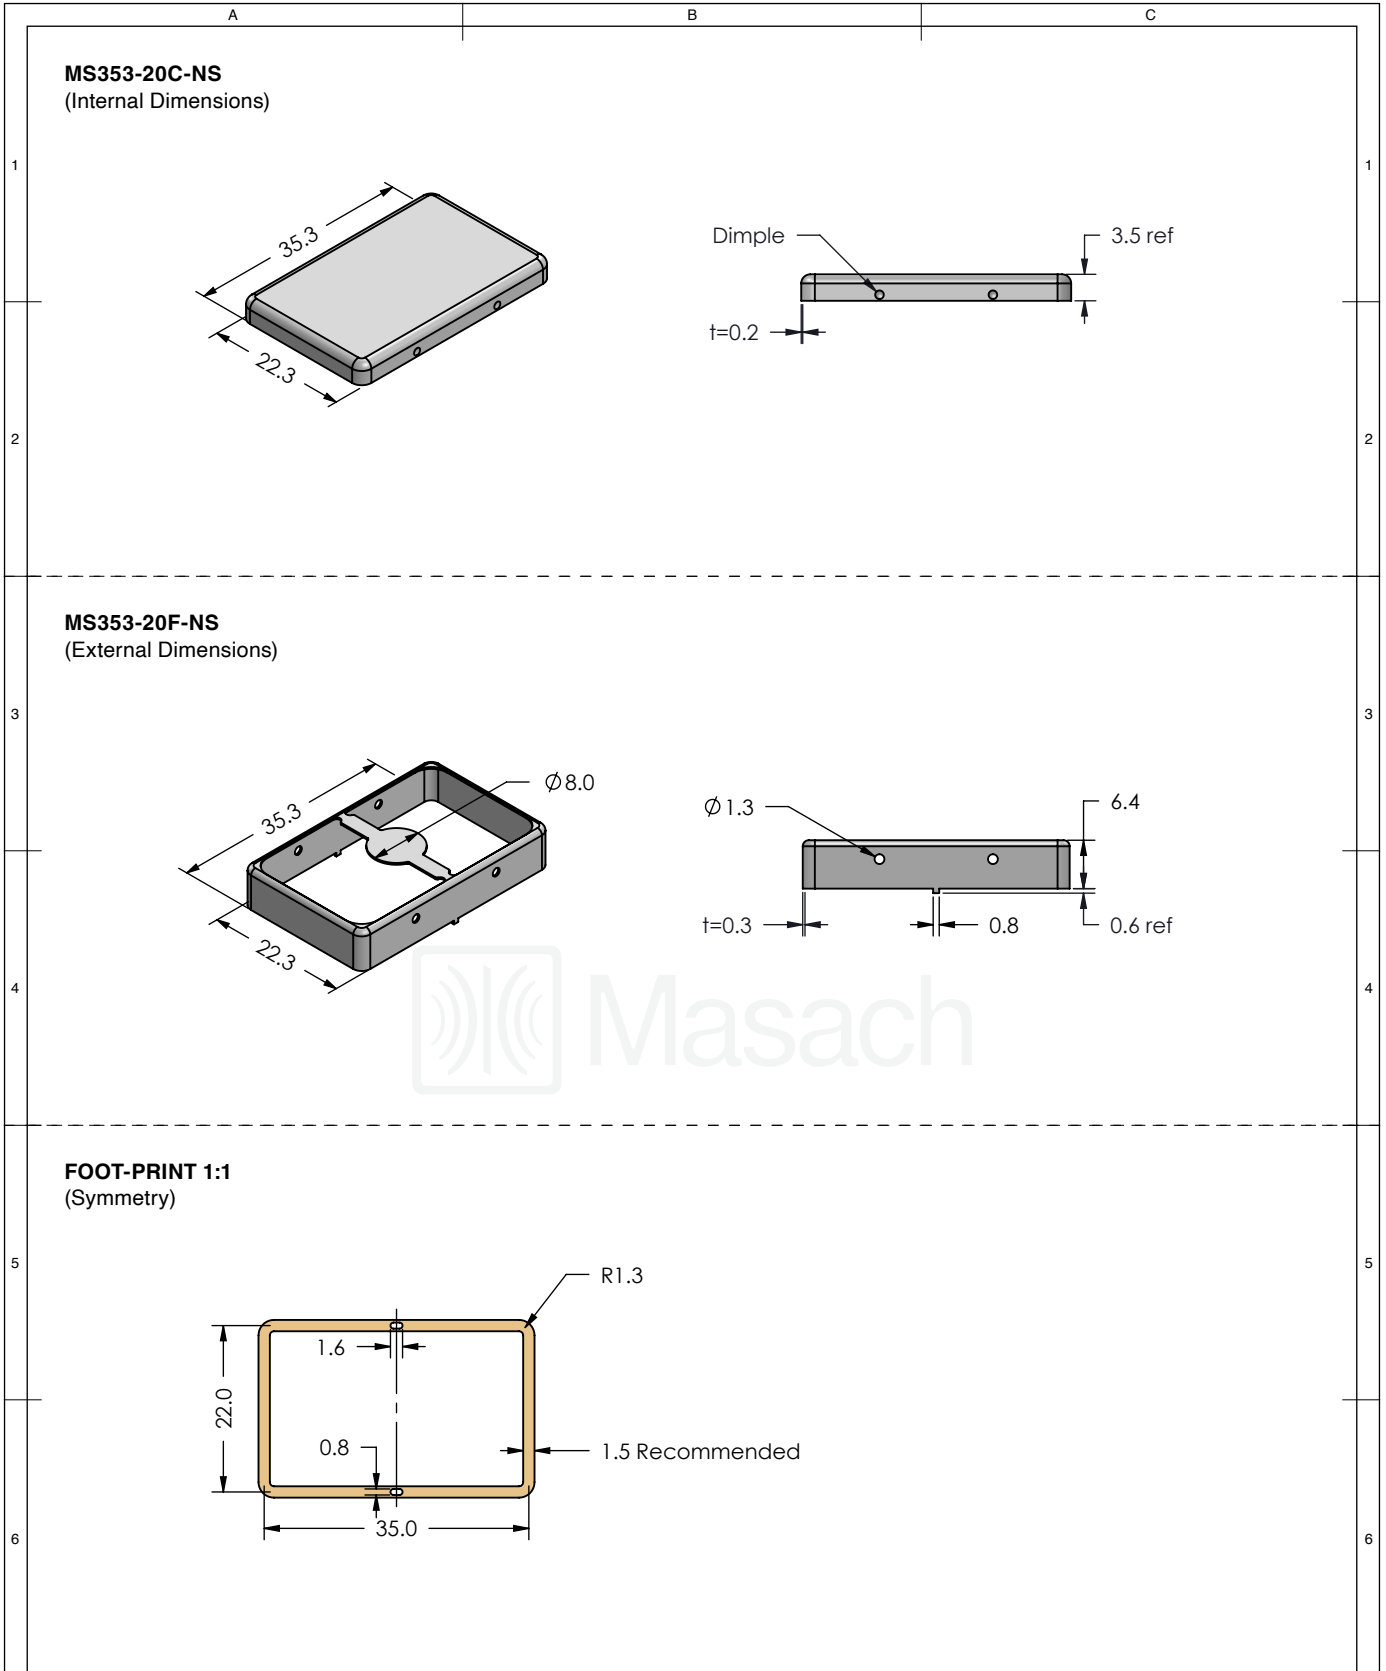 A B C
MS353-20C-NS
(Internal Dimensions)
1 1
35.3
22.3
Dimple
3.5 ref
t=0.2
2 2
MS353-20F-NS
(External Dimensions)
3 3
35.3
Ø8.0
22.3
Ø1.3
6.4
t=0.3
0.8
0.6 ref
Masach
4 4
FOOT-PRINT 1:1
(Symmetry)
5 5
R1.3
1.6
22.0
0.8
1.5 Recommended
35.0
6 6